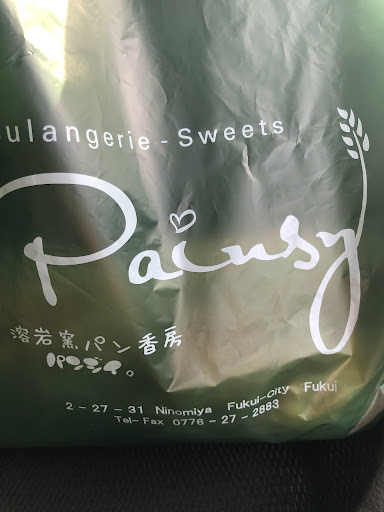 oulangerie - Sweets
Painsy
溶岩窯パン香房
パンジィ。
2-27-31 Ninomiya Fukui-City Fukui
Tel-Fax 0776-27-2883